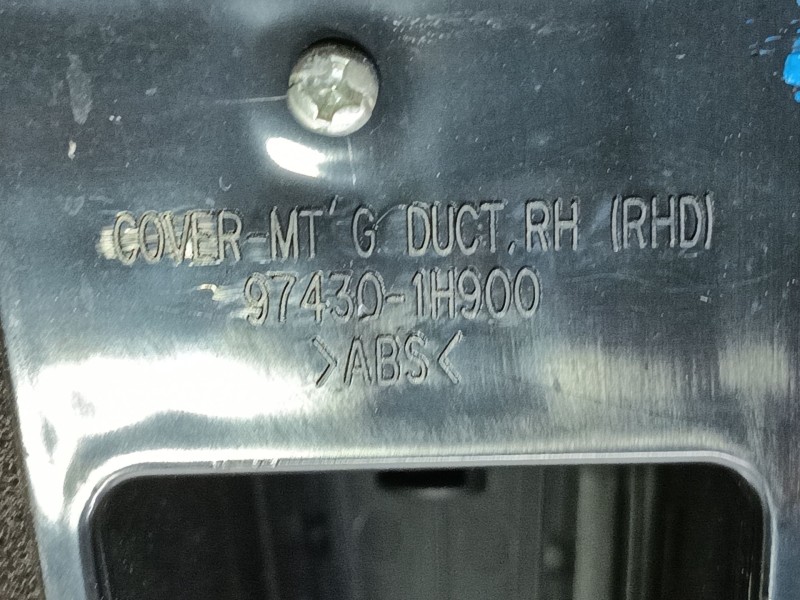 COVER-MT'G DUCT.RH (RHD)
97430-1H900
>ABS<